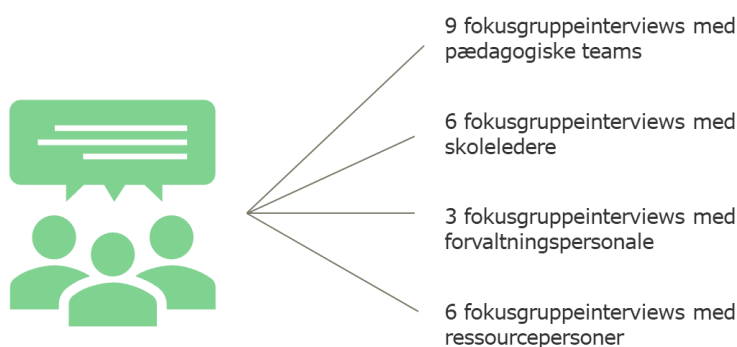 9 fokusgruppeinterviews med
pædagogiske teams
6 fokusgruppeinterviews med
skoleledere
3 fokusgruppeinterviews med
forvaltningspersonale
6 fokusgruppeinterviews med
ressourcepersoner